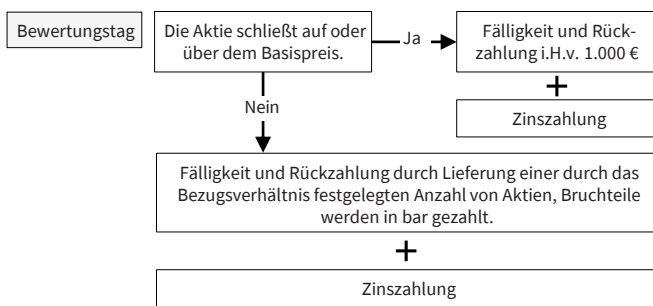 Bewertungstag
Die Aktie schließt auf oder
über dem Basispreis.
Ja
Fälligkeit und Rück-
zahlung i.H.v. 1.000 €
+
Zinszahlung
Nein
Fälligkeit und Rückzahlung durch Lieferung einer durch das
Bezugsverhältnis festgelegten Anzahl von Aktien, Bruchteile
werden in bar gezahlt.
+
Zinszahlung